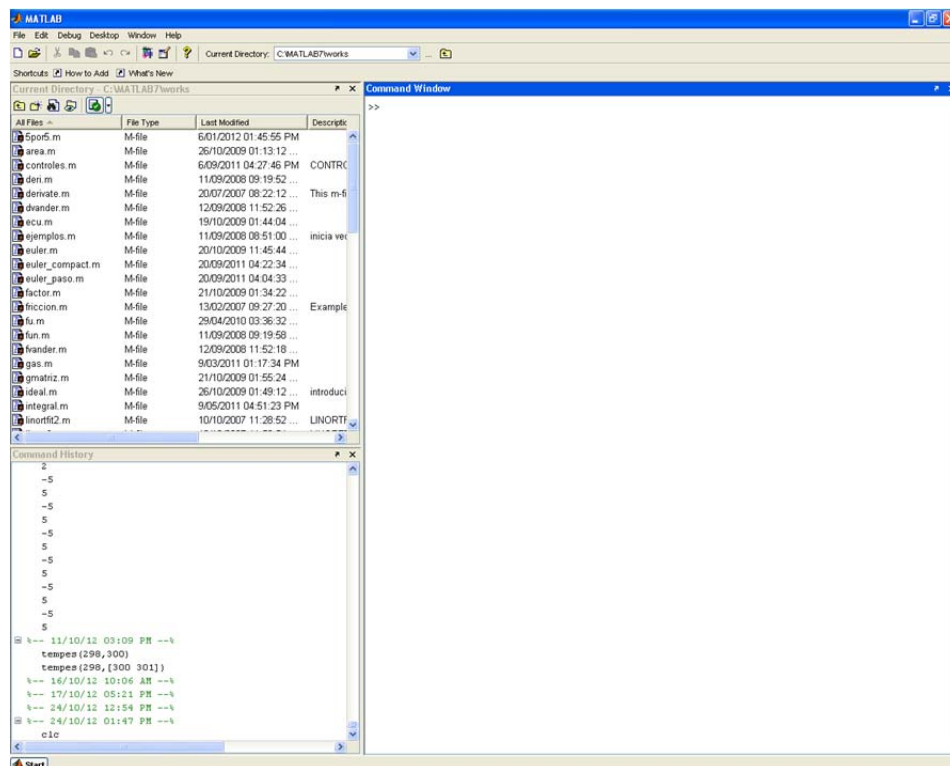 MATLAB
File Edit Debug Desktop Window Help
Current Directory: C:\MATLAB7\works
Shortcuts How to Add What's New
Current Directory - C:\MATLAB7\works
All Files File Type Last Modified Descriptic
5por5.m M-file 6/01/2012 01:45:55 PM
area.m M-file 26/10/2009 01:13:12 ...
controles.m M-file 6/09/2011 04:27:46 PM CONTRO
deri.m M-file 11/09/2008 09:19:52 ...
derivate.m M-file 20/07/2007 08:22:12 ... This m-fi
dvander.m M-file 12/09/2008 11:52:26 ...
ecu.m M-file 19/10/2009 01:44:04 ...
ejemplos.m M-file 11/09/2008 08:51:00 ... inicia vec
euler.m M-file 20/10/2009 11:45:44 ...
euler_compact.m M-file 20/09/2011 04:22:34 ...
euler_paso.m M-file 20/09/2011 04:04:33 ...
factor.m M-file 21/10/2009 01:34:22 ...
friccion.m M-file 13/02/2007 09:27:20 ... Example
fu.m M-file 29/04/2010 03:36:32 ...
fun.m M-file 11/09/2008 09:19:58 ...
fvander.m M-file 12/09/2008 11:52:18 ...
gas.m M-file 9/03/2011 01:17:34 PM
gmatriz.m M-file 21/10/2009 01:55:24 ...
ideal.m M-file 26/10/2009 01:49:12 ... introduci
integral.m M-file 9/05/2011 04:51:23 PM
linortfit2.m M-file 10/10/2007 11:28:52 ... LINORTF
Command History
2
-5
5
-5
5
-5
5
-5
5
-5
5
-5
5
%-- 11/10/12 03:09 PM --%
tempes(298,300)
tempes(298,[300 301])
%-- 16/10/12 10:06 AM --%
%-- 17/10/12 05:21 PM --%
%-- 24/10/12 12:54 PM --%
%-- 24/10/12 01:47 PM --%
clc
Command Window
>>
Start